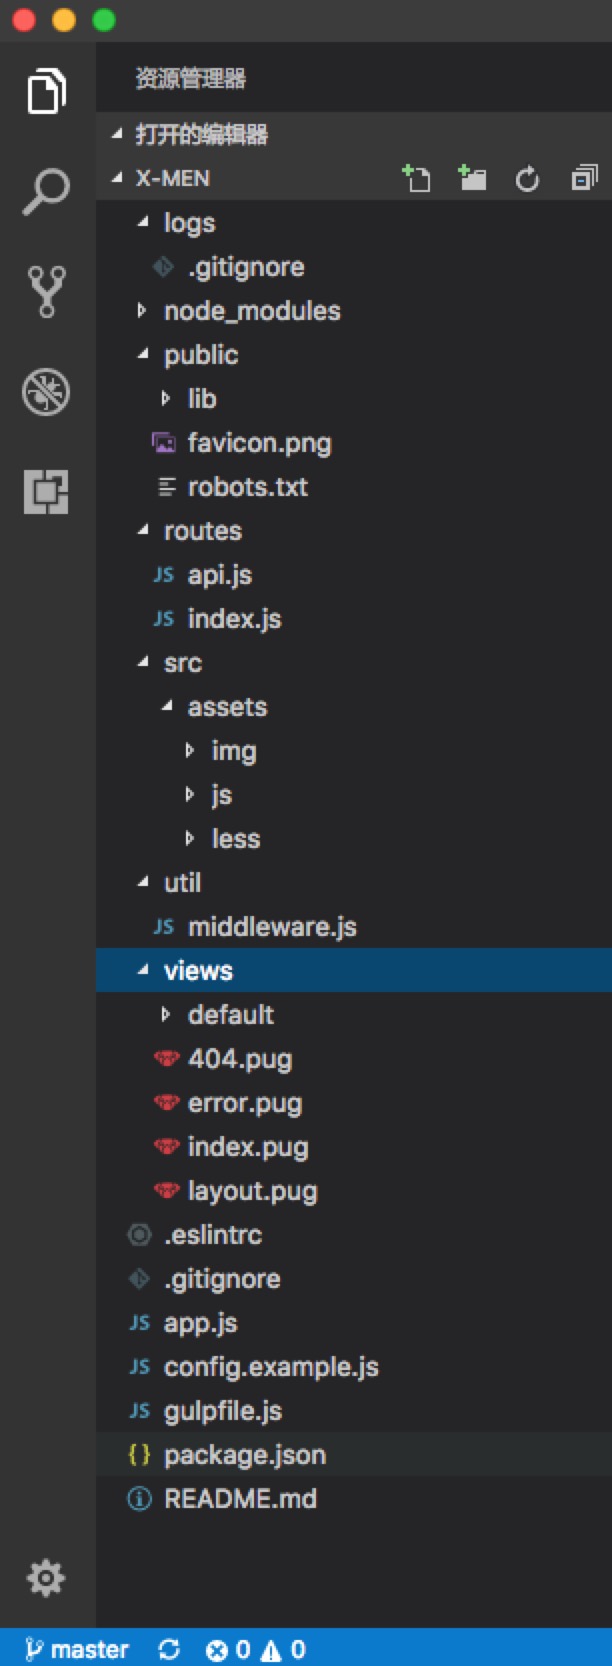 资源管理器
打开的编辑器
X-MEN
logs
.gitignore
node_modules
public
lib
favicon.png
robots.txt
routes
JS api.js
JS index.js
src
assets
img
js
less
util
JS middleware.js
views
default
404.pug
error.pug
index.pug
layout.pug
.eslintrc
.gitignore
JS app.js
JS config.example.js
JS gulpfile.js
{} package.json
README.md
master 0 0